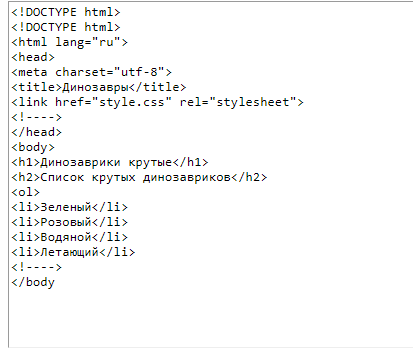 <!DOCTYPE html>
<!DOCTYPE html>
<html lang="ru">
<head>
<meta charset="utf-8">
<title>Динозавры</title>
<link href="style.css" rel="stylesheet">
<!---->
</head>
<body>
<h1>Динозаврики крутые</h1>
<h2>Список крутых динозавриков</h2>
<ol>
<li>Зеленый</li>
<li>Розовый</li>
<li>Водяной</li>
<li>Летающий</li>
<!---->
</body